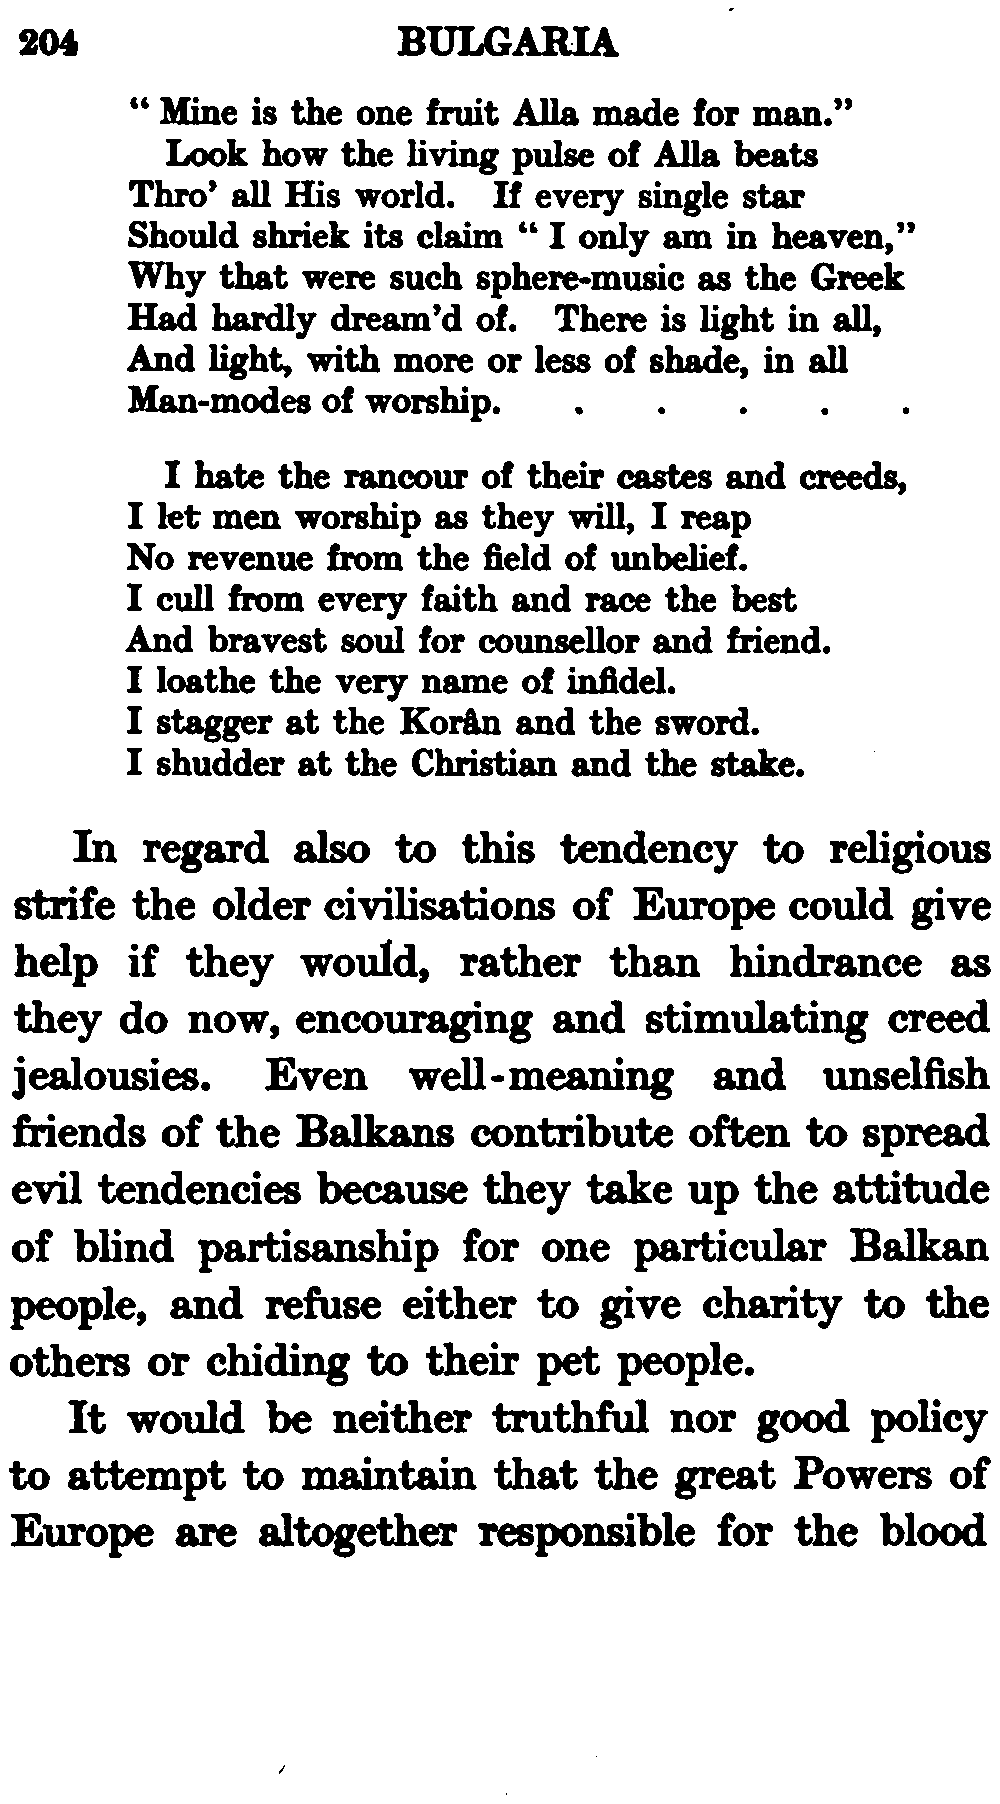 204 BULGARIA
“ Mine is the one fruit Alla made for man.”
Look how the living pulse of Alla beats
Thro’ all His world. If every single star
Should shriek its claim “ I only am in heaven,”
Why that were such sphere-music as the Greek
Had hardly dream’d of. There is light in all,
And light, with more or less of shade, in all
Man-modes of worship. . . . . .
I hate the rancour of their castes and creeds,
I let men worship as they will, I reap
No revenue from the field of unbelief.
I cull from every faith and race the best
And bravest soul for counsellor and friend.
I loathe the very name of infidel.
I stagger at the Korân and the sword.
I shudder at the Christian and the stake.
In regard also to this tendency to religious
strife the older civilisations of Europe could give
help if they would, rather than hindrance as
they do now, encouraging and stimulating creed
jealousies. Even well-meaning and unselfish
friends of the Balkans contribute often to spread
evil tendencies because they take up the attitude
of blind partisanship for one particular Balkan
people, and refuse either to give charity to the
others or chiding to their pet people.
It would be neither truthful nor good policy
to attempt to maintain that the great Powers of
Europe are altogether responsible for the blood